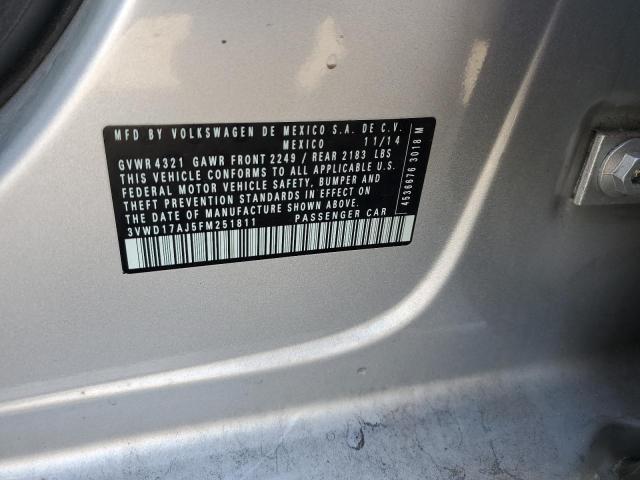 MFD BY VOLKSWAGEN DE MEXICO S.A. DE C.V.
MEXICO 11/14
GVWR 4321 GAWR FRONT 2249 / REAR 2183 LBS
THIS VEHICLE CONFORMS TO ALL APPLICABLE U.S.
FEDERAL MOTOR VEHICLE SAFETY, BUMPER AND
THEFT PREVENTION STANDARDS IN EFFECT ON
THE DATE OF MANUFACTURE SHOWN ABOVE.
3VWD17AJ5FM251811 PASSENGER CAR
4536676 3018 M